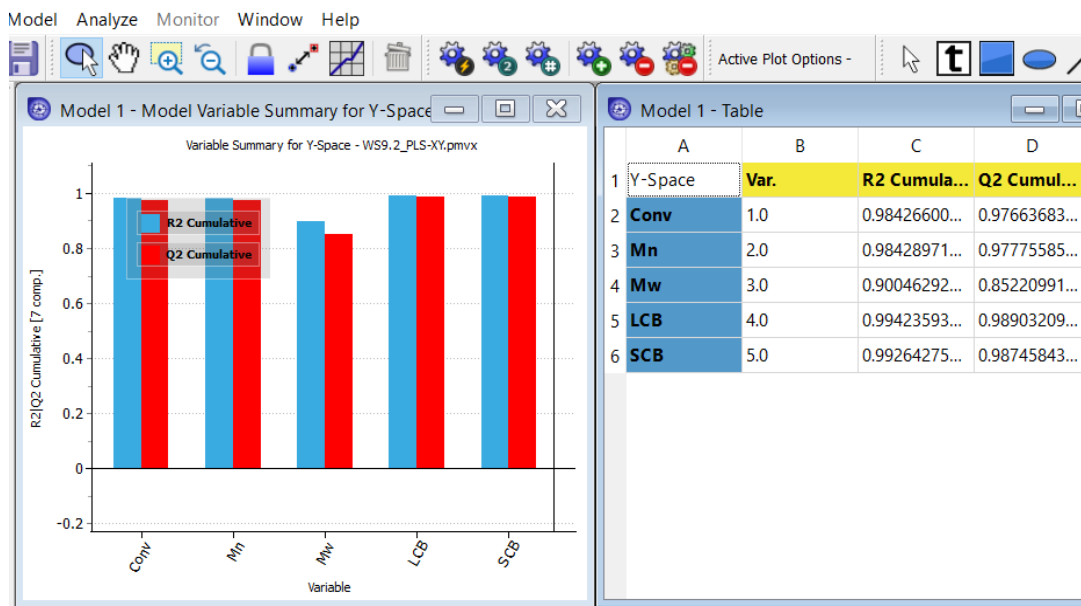 Model Analyze Monitor Window Help
Active Plot Options -
t
Model 1 - Model Variable Summary for Y-Space
Variable Summary for Y-Space - WS9.2_PLS-XY.pmvx
R2|Q2 Cumulative [7 comp.]
1
0.8
0.6
0.4
0.2
0
-0.2
R2 Cumulative
Q2 Cumulative
Conv Mn Mw LCB SCB
Variable
Model 1 - Table
A B C D
1 Y-Space Var. R2 Cumula... Q2 Cumul...
2 Conv 1.0 0.98426600... 0.97663683...
3 Mn 2.0 0.98428971... 0.97775585...
4 Mw 3.0 0.90046292... 0.85220991...
5 LCB 4.0 0.99423593... 0.98903209...
6 SCB 5.0 0.99264275... 0.98745843...